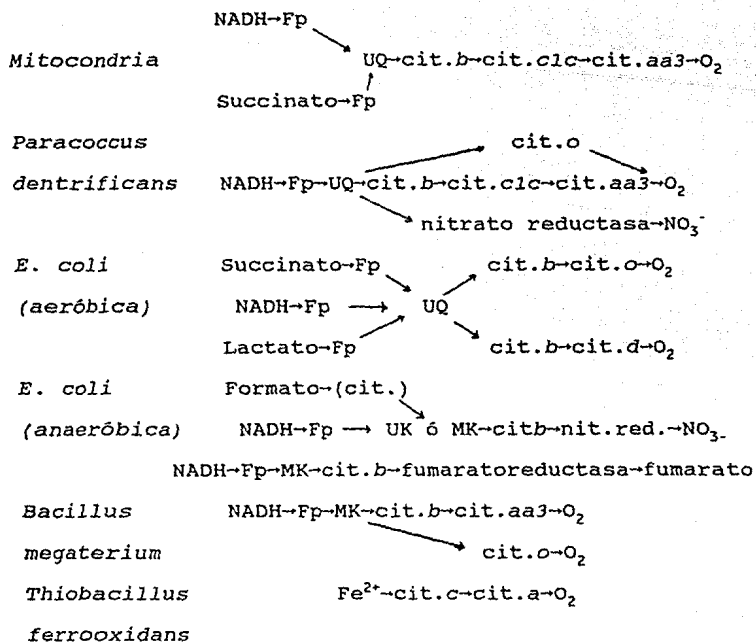 NADH→Fp
Mitocondria UQ→cit.b→cit.c1c→cit.aa3→O₂
Succinato→Fp
Paracoccus cit.o
dentrificans NADH→Fp→UQ→cit.b→cit.c1c→cit.aa3→O₂
nitrato reductasa→NO₃⁻
E. coli Succinato→Fp cit.b→cit.o→O₂
(aeróbica) NADH→Fp → UQ
Lactato→Fp cit.b→cit.d→O₂
E. coli Formato→(cit.)
(anaeróbica) NADH→Fp → UK ó MK→citb→nit.red.→NO₃₋
NADH→Fp→MK→cit.b→fumaratoreductasa→fumarato
Bacillus NADH→Fp→MK→cit.b→cit.aa3→O₂
megaterium cit.o→O₂
Thiobacillus Fe²⁺→cit.c→cit.a→O₂
ferrooxidans